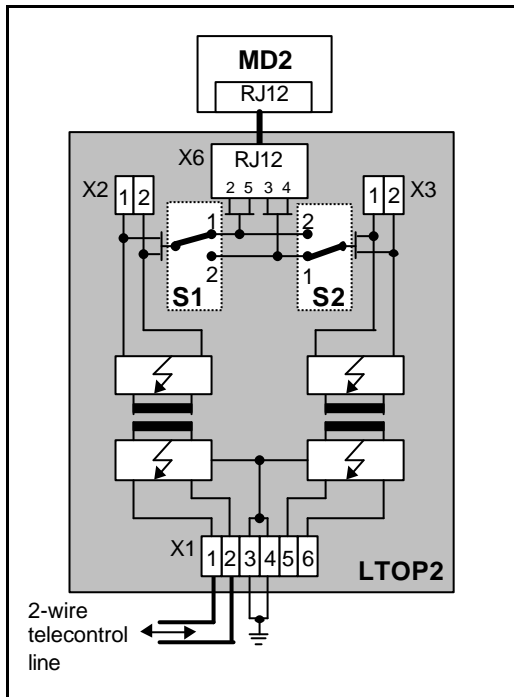 MD2
RJ12
X6
RJ12
2 5 3 4
X2
1 2
1 2
X3
1
2
S1
2
1
S2
X1
1 2 3 4 5 6
LTOP2
2-wire
telecontrol
line